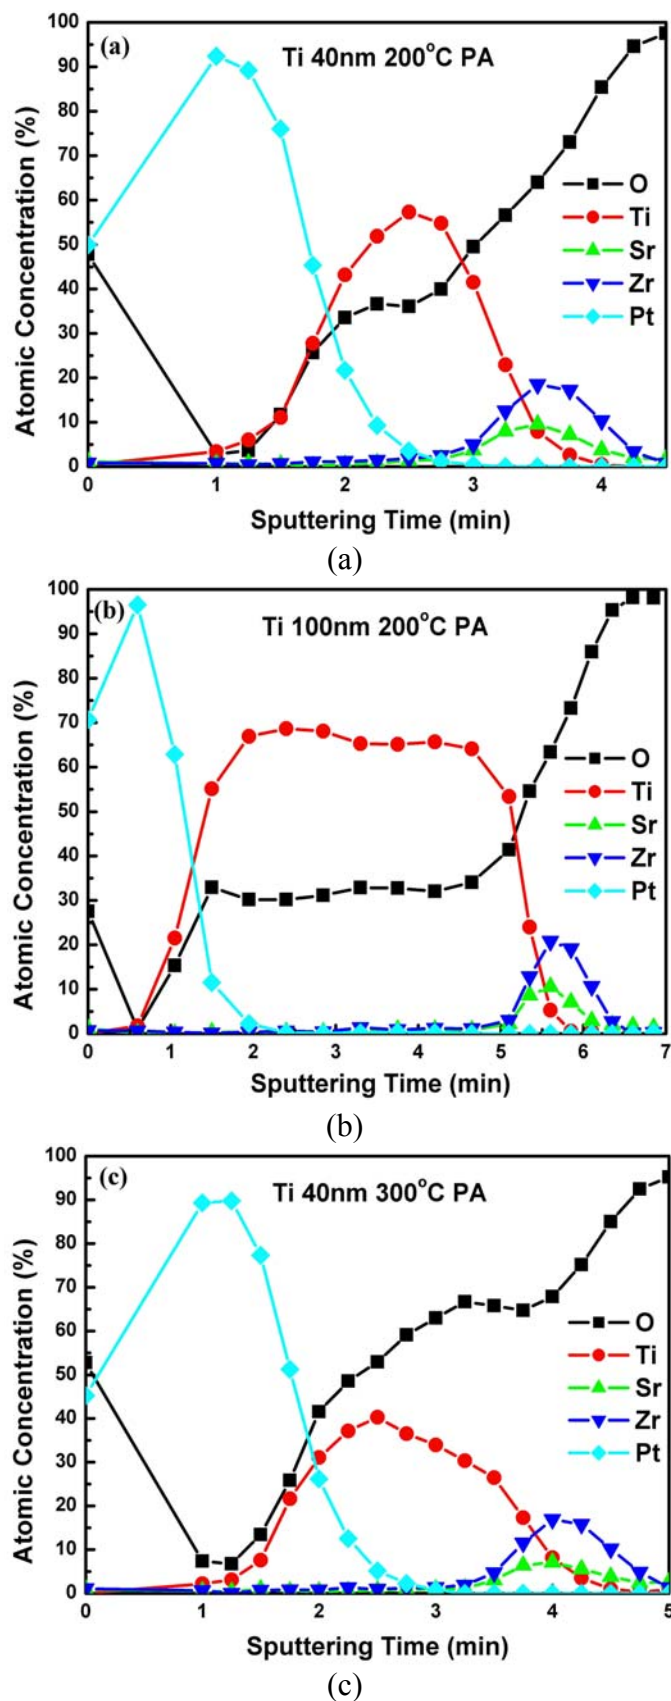 (a)
Ti 40nm 200°C PA
100
90
80
70
60
50
40
30
20
10
0
Atomic Concentration (%)
O
Ti
Sr
Zr
Pt
0 1 2 3 4
Sputtering Time (min)
(a)
(b)
Ti 100nm 200°C PA
100
90
80
70
60
50
40
30
20
10
0
Atomic Concentration (%)
O
Ti
Sr
Zr
Pt
0 1 2 3 4 5 6 7
Sputtering Time (min)
(b)
(c)
Ti 40nm 300°C PA
100
90
80
70
60
50
40
30
20
10
0
Atomic Concentration (%)
O
Ti
Sr
Zr
Pt
0 1 2 3 4 5
Sputtering Time (min)
(c)